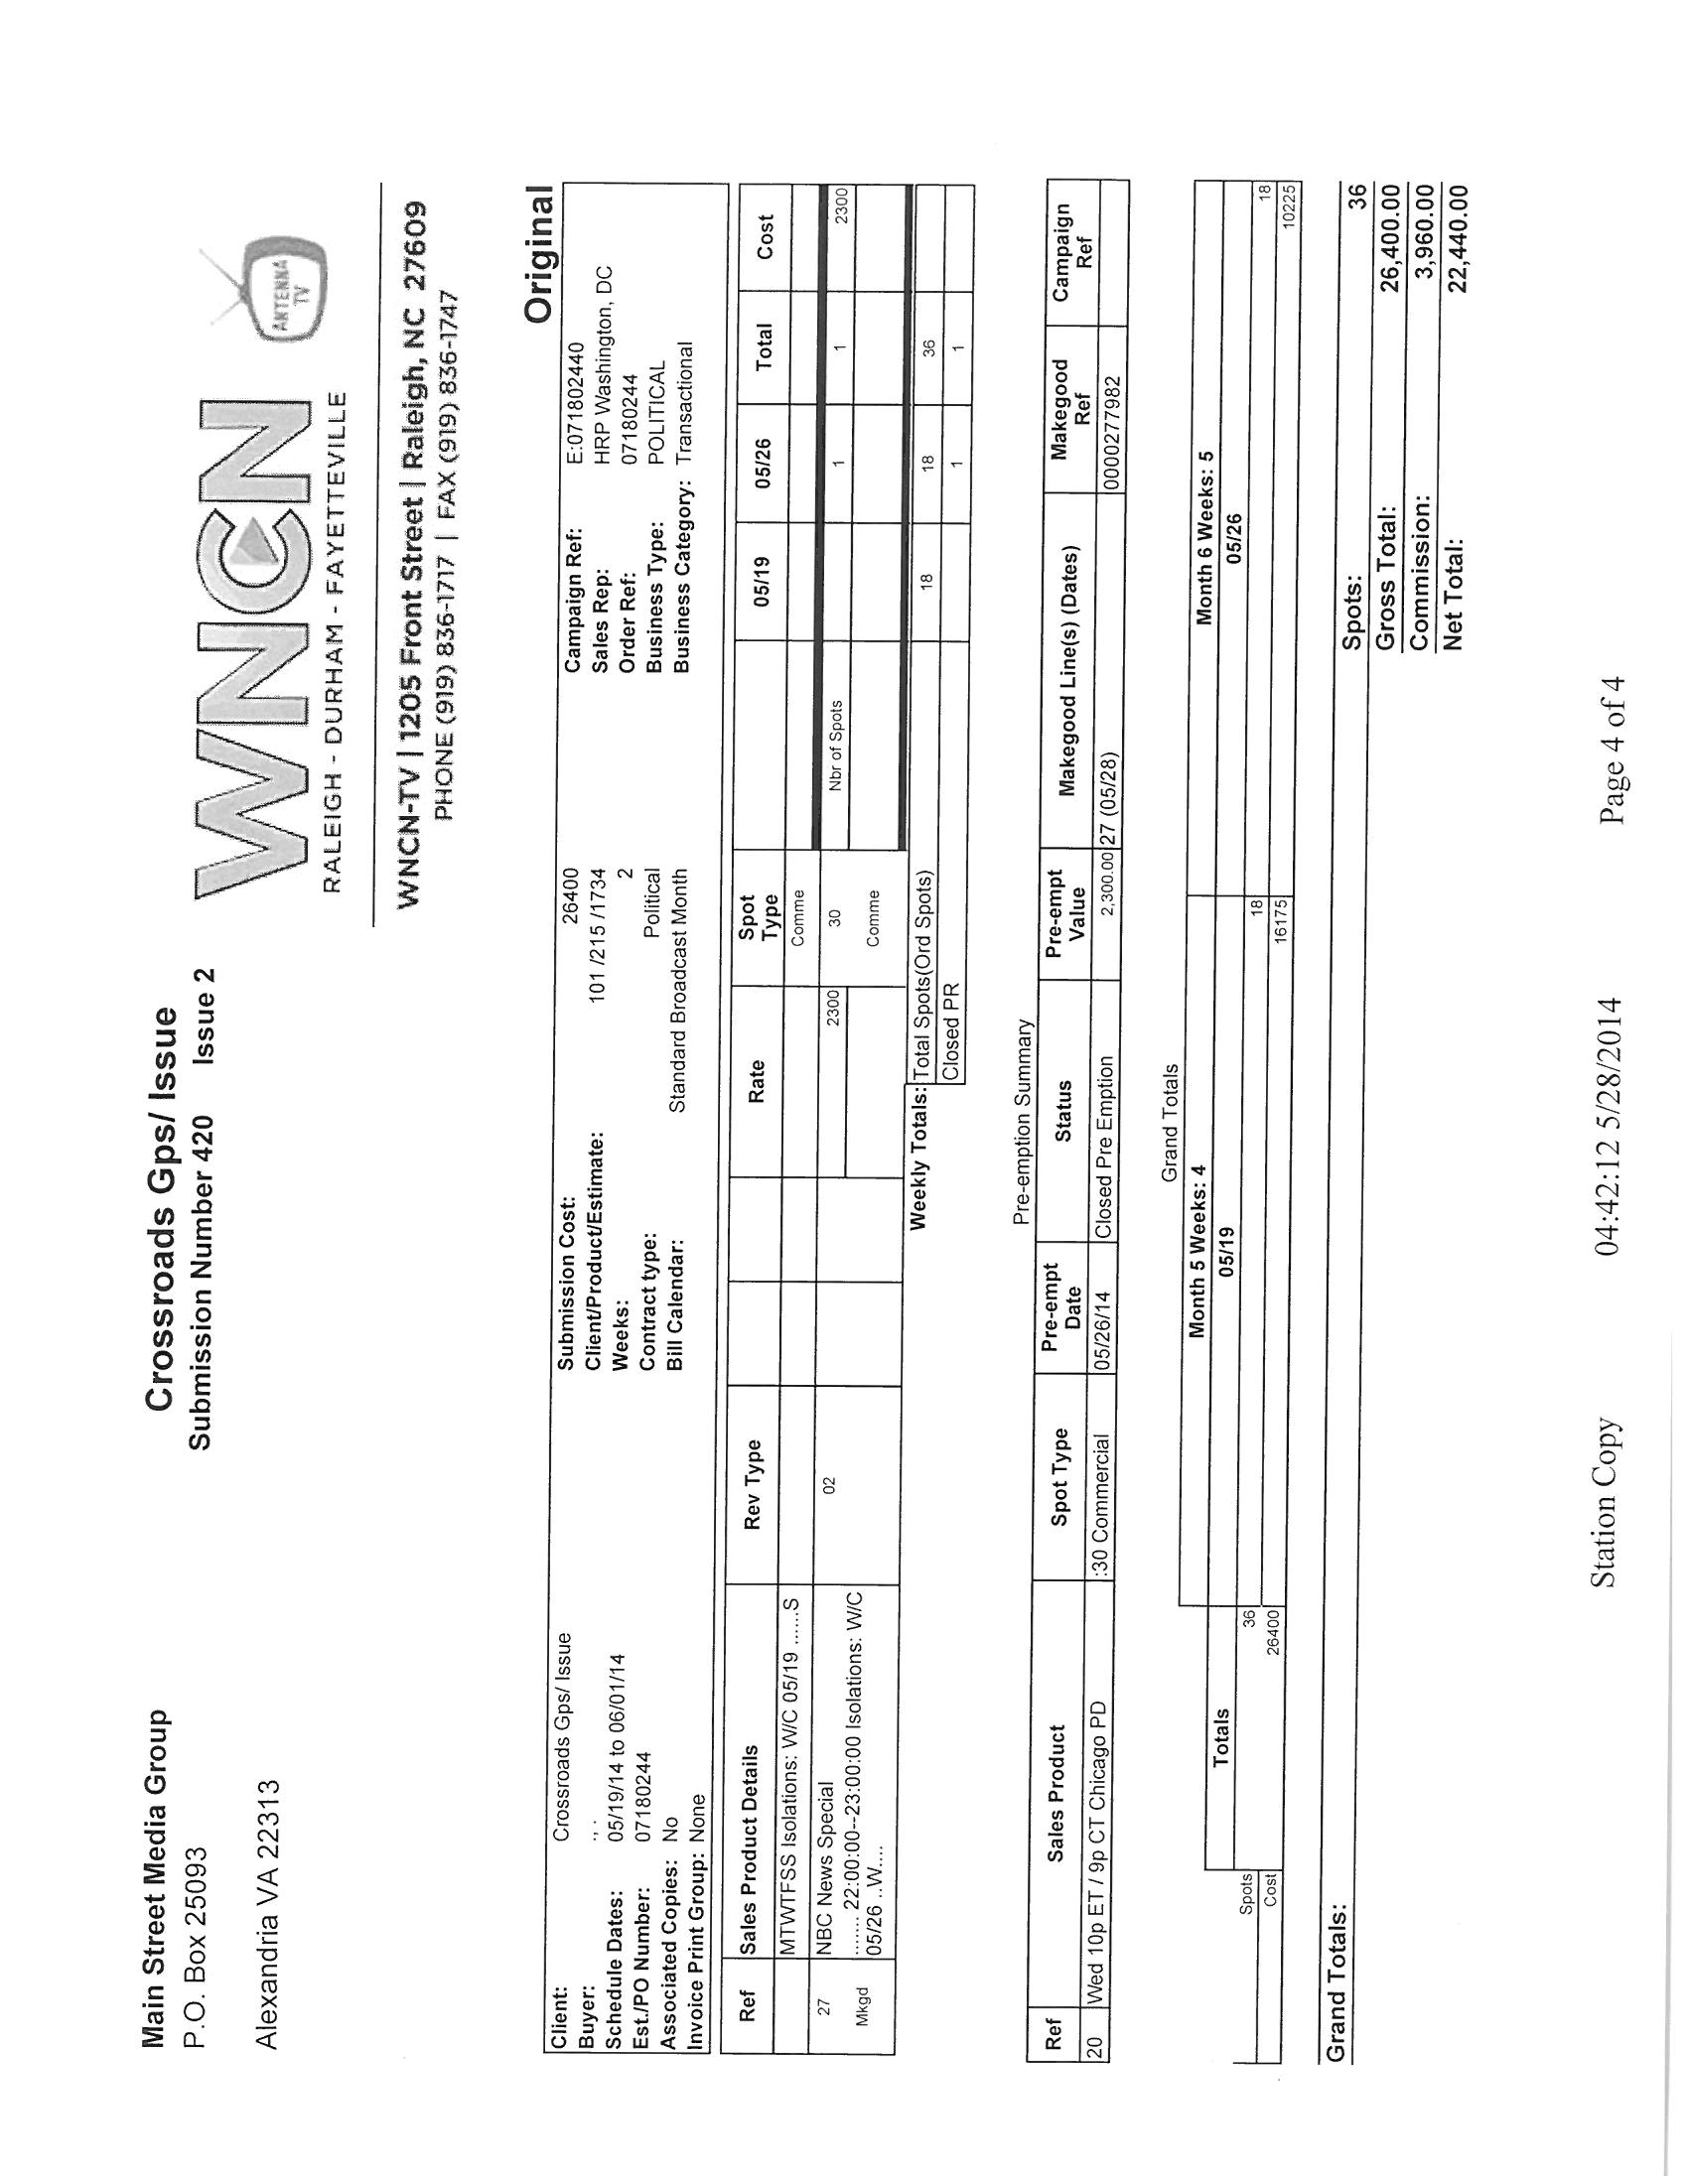 Main Street Media Group
P.O. Box 25093
Alexandria VA 22313
Crossroads Gps/ Issue
Submission Number 420 Issue 2
WNCN
RALEIGH - DURHAM - FAYETTEVILLE
ANTENNA
TV
WNCN-TV | 1205 Front Street | Raleigh, NC 27609
PHONE (919) 836-1717 | FAX (919) 836-1747
Original
Client: Crossroads Gps/ Issue Submission Cost: 26400 Campaign Ref: E:0718024440
Buyer: ., . Client/Product/Estimate: 101 /215 /1734 Sales Rep: HRP Washington, DC
Schedule Dates: 05/19/14 to 06/01/14 Weeks: 2 Order Ref: 07180244
Est./PO Number: 07180244 Contract type: Political Business Type: POLITICAL
Associated Copies: No Bill Calendar: Standard Broadcast Month Business Category: Transactional
Invoice Print Group: None
Ref Sales Product Details Rev Type Rate Spot Type 05/19 05/26 Total Cost
MTWTFSS Isolations: W/C 05/19 ......S Comme
27 NBC News Special 02 2300 30 Nbr of Spots 1 1 2300
Mkgd ....... 22:00:00--23:00:00 Isolations: W/C Comme
05/26 ..W....
Weekly Totals: Total Spots(Ord Spots) 18 18 36
Closed PR 1 1
Pre-emption Summary
Ref Sales Product Spot Type Pre-empt Date Status Pre-empt Value Makegood Line(s) (Dates) Makegood Ref Campaign Ref
20 Wed 10p ET / 9p CT Chicago PD :30 Commercial 05/26/14 Closed Pre Emption 2,300.00 27 (05/28) 0000277982
Grand Totals
Month 5 Weeks: 4 Month 6 Weeks: 5
Totals 05/19 05/26
Spots 36 18 18
Cost 26400 16175 10225
Grand Totals: Spots: 36
Gross Total: 26,400.00
Commission: 3,960.00
Net Total: 22,440.00
Station Copy 04:42:12 5/28/2014 Page 4 of 4